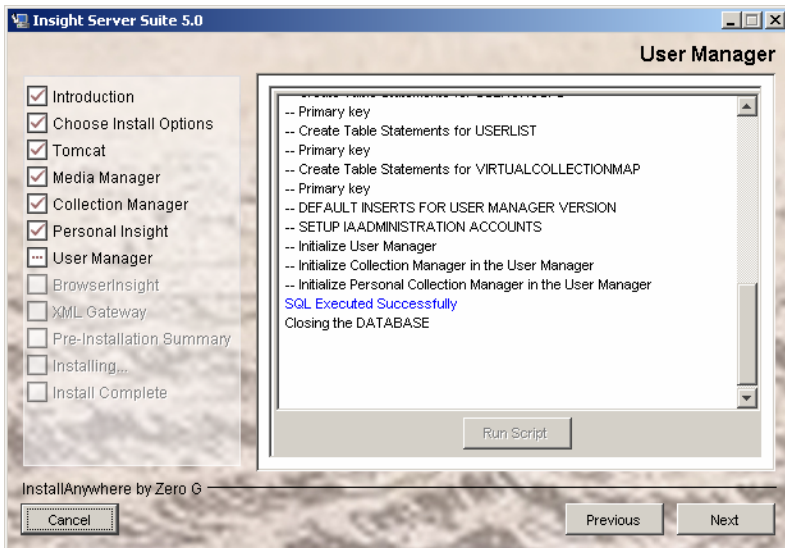 Insight Server Suite 5.0
User Manager
Introduction
Choose Install Options
Tomcat
Media Manager
Collection Manager
Personal Insight
User Manager
BrowserInsight
XML Gateway
Pre-Installation Summary
Installing...
Install Complete
-- Primary key
-- Create Table Statements for USERLIST
-- Primary key
-- Create Table Statements for VIRTUALCOLLECTIONMAP
-- Primary key
-- DEFAULT INSERTS FOR USER MANAGER VERSION
-- SETUP IAADMINISTRATION ACCOUNTS
-- Initialize User Manager
-- Initialize Collection Manager in the User Manager
-- Initialize Personal Collection Manager in the User Manager
SQL Executed Successfully
Closing the DATABASE
Run Script
InstallAnywhere by Zero G
Cancel
Previous
Next